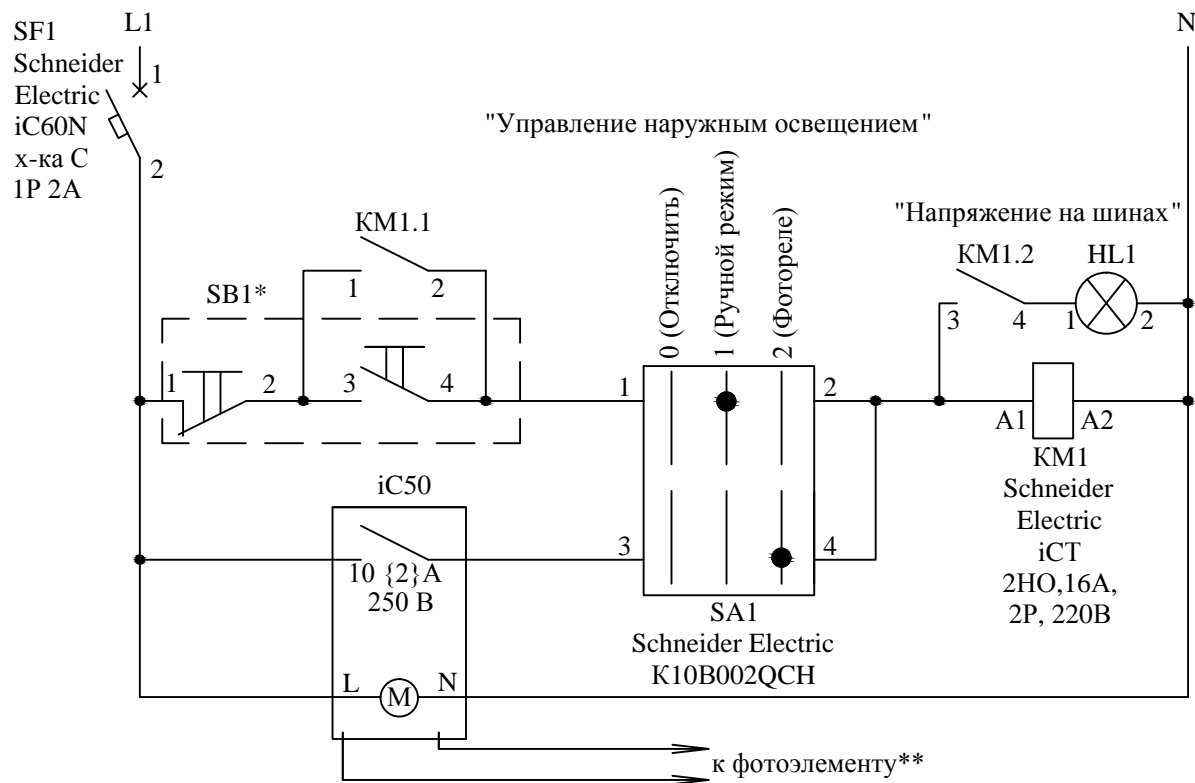 SF1
Schneider
Electric
iC60N
х-ка С
1Р 2А
L1
N
1
2
"Управление наружным освещением"
0 (Отключить)
1 (Ручной режим)
2 (Фотореле)
"Напряжение на шинах"
КМ1.1
1
2
КМ1.2
HL1
3
4
1
2
SB1*
1
2
3
4
1
2
A1
A2
КМ1
Schneider
Electric
iCT
2НО,16А,
2Р, 220В
iC50
10 {2}А
250 В
3
4
SA1
Schneider Electric
K10B002QCH
L
M
N
к фотоэлементу**